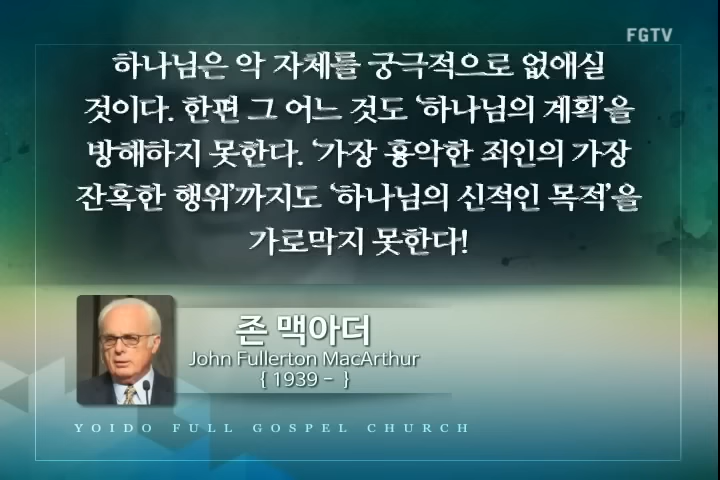 FGTV
하나님은 악 자체를 궁극적으로 없애실
것이다. 한편 그 어느 것도 ‘하나님의 계획’을
방해하지 못한다. ‘가장 흉악한 죄인의 가장
잔혹한 행위’까지도 ‘하나님의 신적인 목적’을
가로막지 못한다!
존 맥아더
John Fullerton MacArthur
{ 1939 - }
YOIDO FULL GOSPEL CHURCH